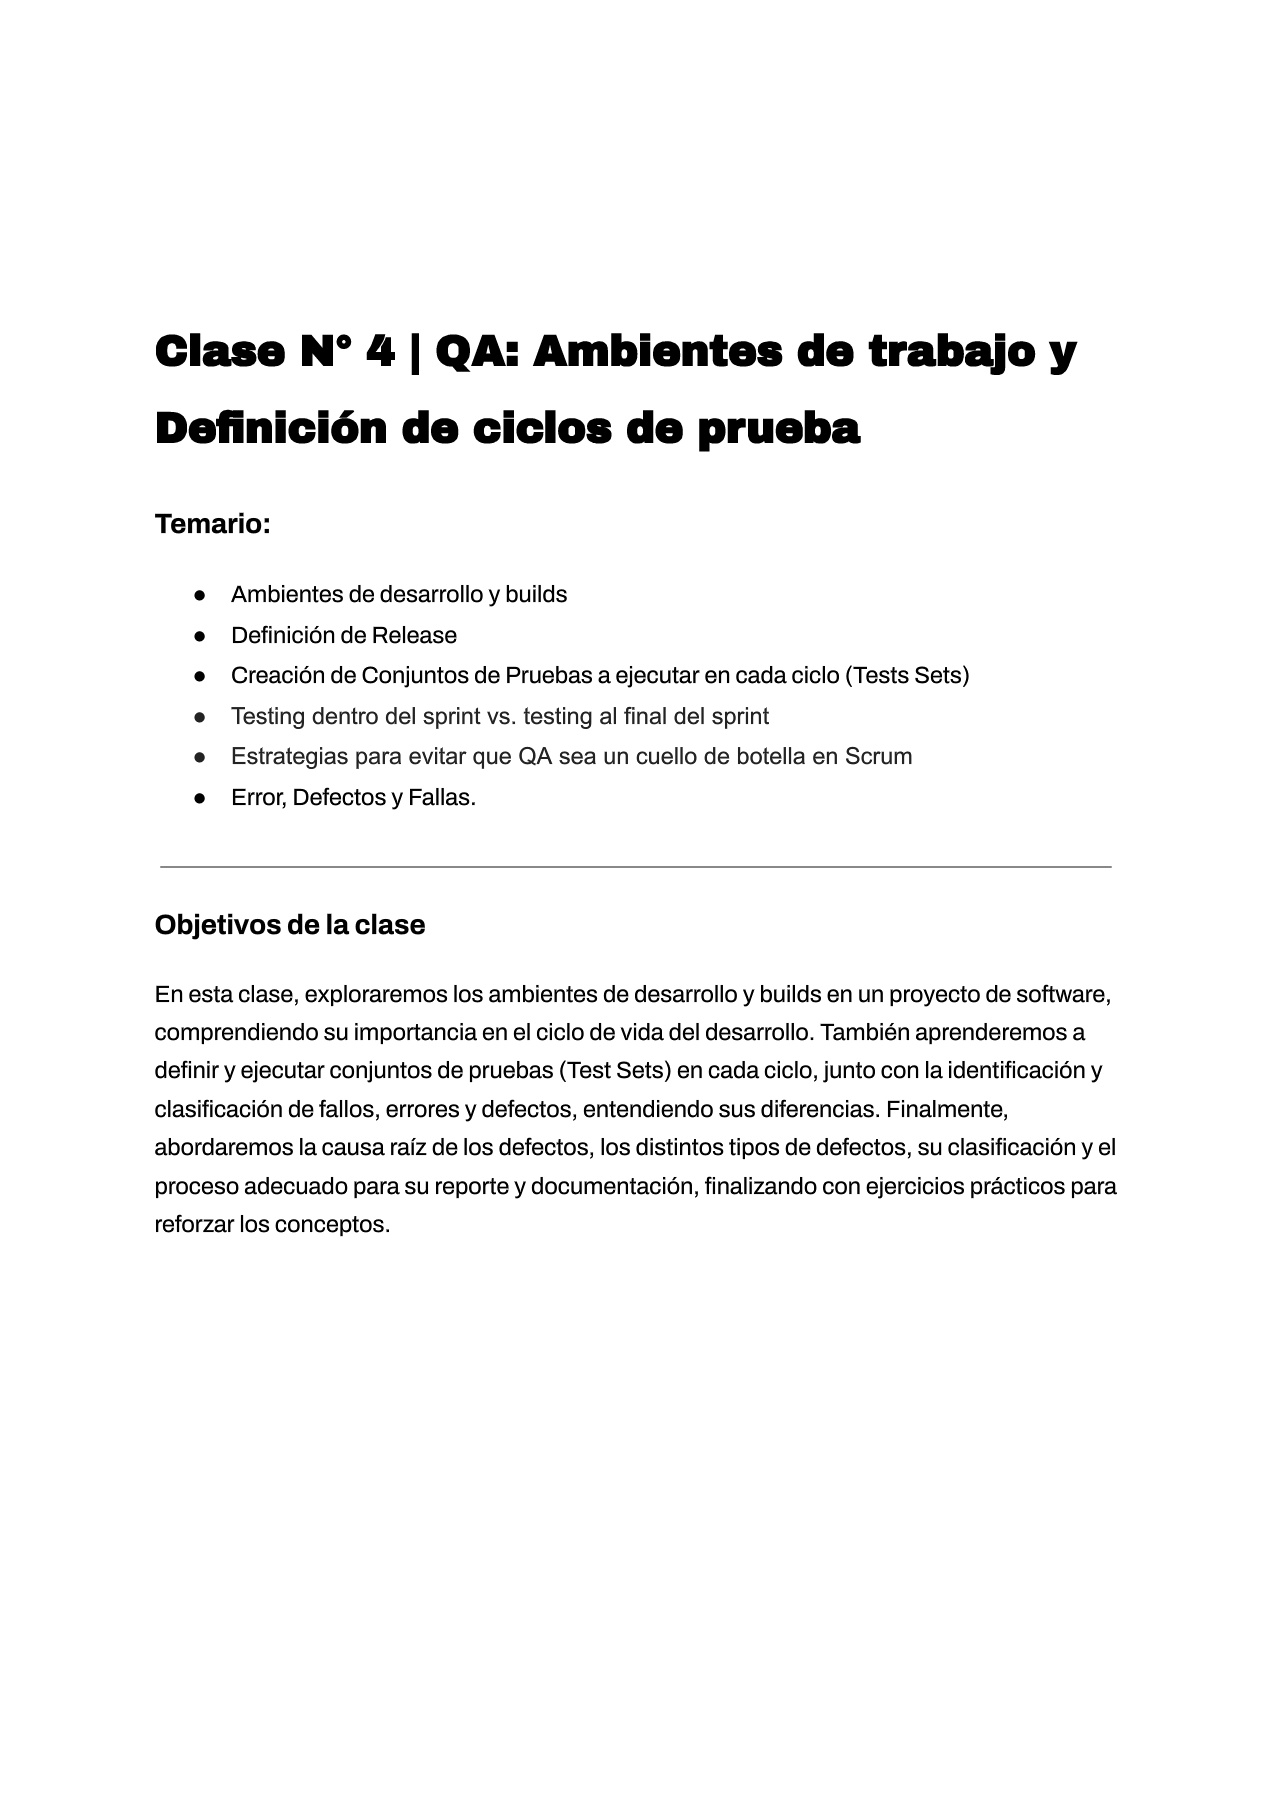 Clase N° 4 | QA: Ambientes de trabajo y
Definición de ciclos de prueba
Temario:
● Ambientes de desarrollo y builds
● Definición de Release
● Creación de Conjuntos de Pruebas a ejecutar en cada ciclo (Tests Sets)
● Testing dentro del sprint vs. testing al final del sprint
● Estrategias para evitar que QA sea un cuello de botella en Scrum
● Error, Defectos y Fallas.
Objetivos de la clase
En esta clase, exploraremos los ambientes de desarrollo y builds en un proyecto de software,
comprendiendo su importancia en el ciclo de vida del desarrollo. También aprenderemos a
definir y ejecutar conjuntos de pruebas (Test Sets) en cada ciclo, junto con la identificación y
clasificación de fallos, errores y defectos, entendiendo sus diferencias. Finalmente,
abordaremos la causa raíz de los defectos, los distintos tipos de defectos, su clasificación y el
proceso adecuado para su reporte y documentación, finalizando con ejercicios prácticos para
reforzar los conceptos.